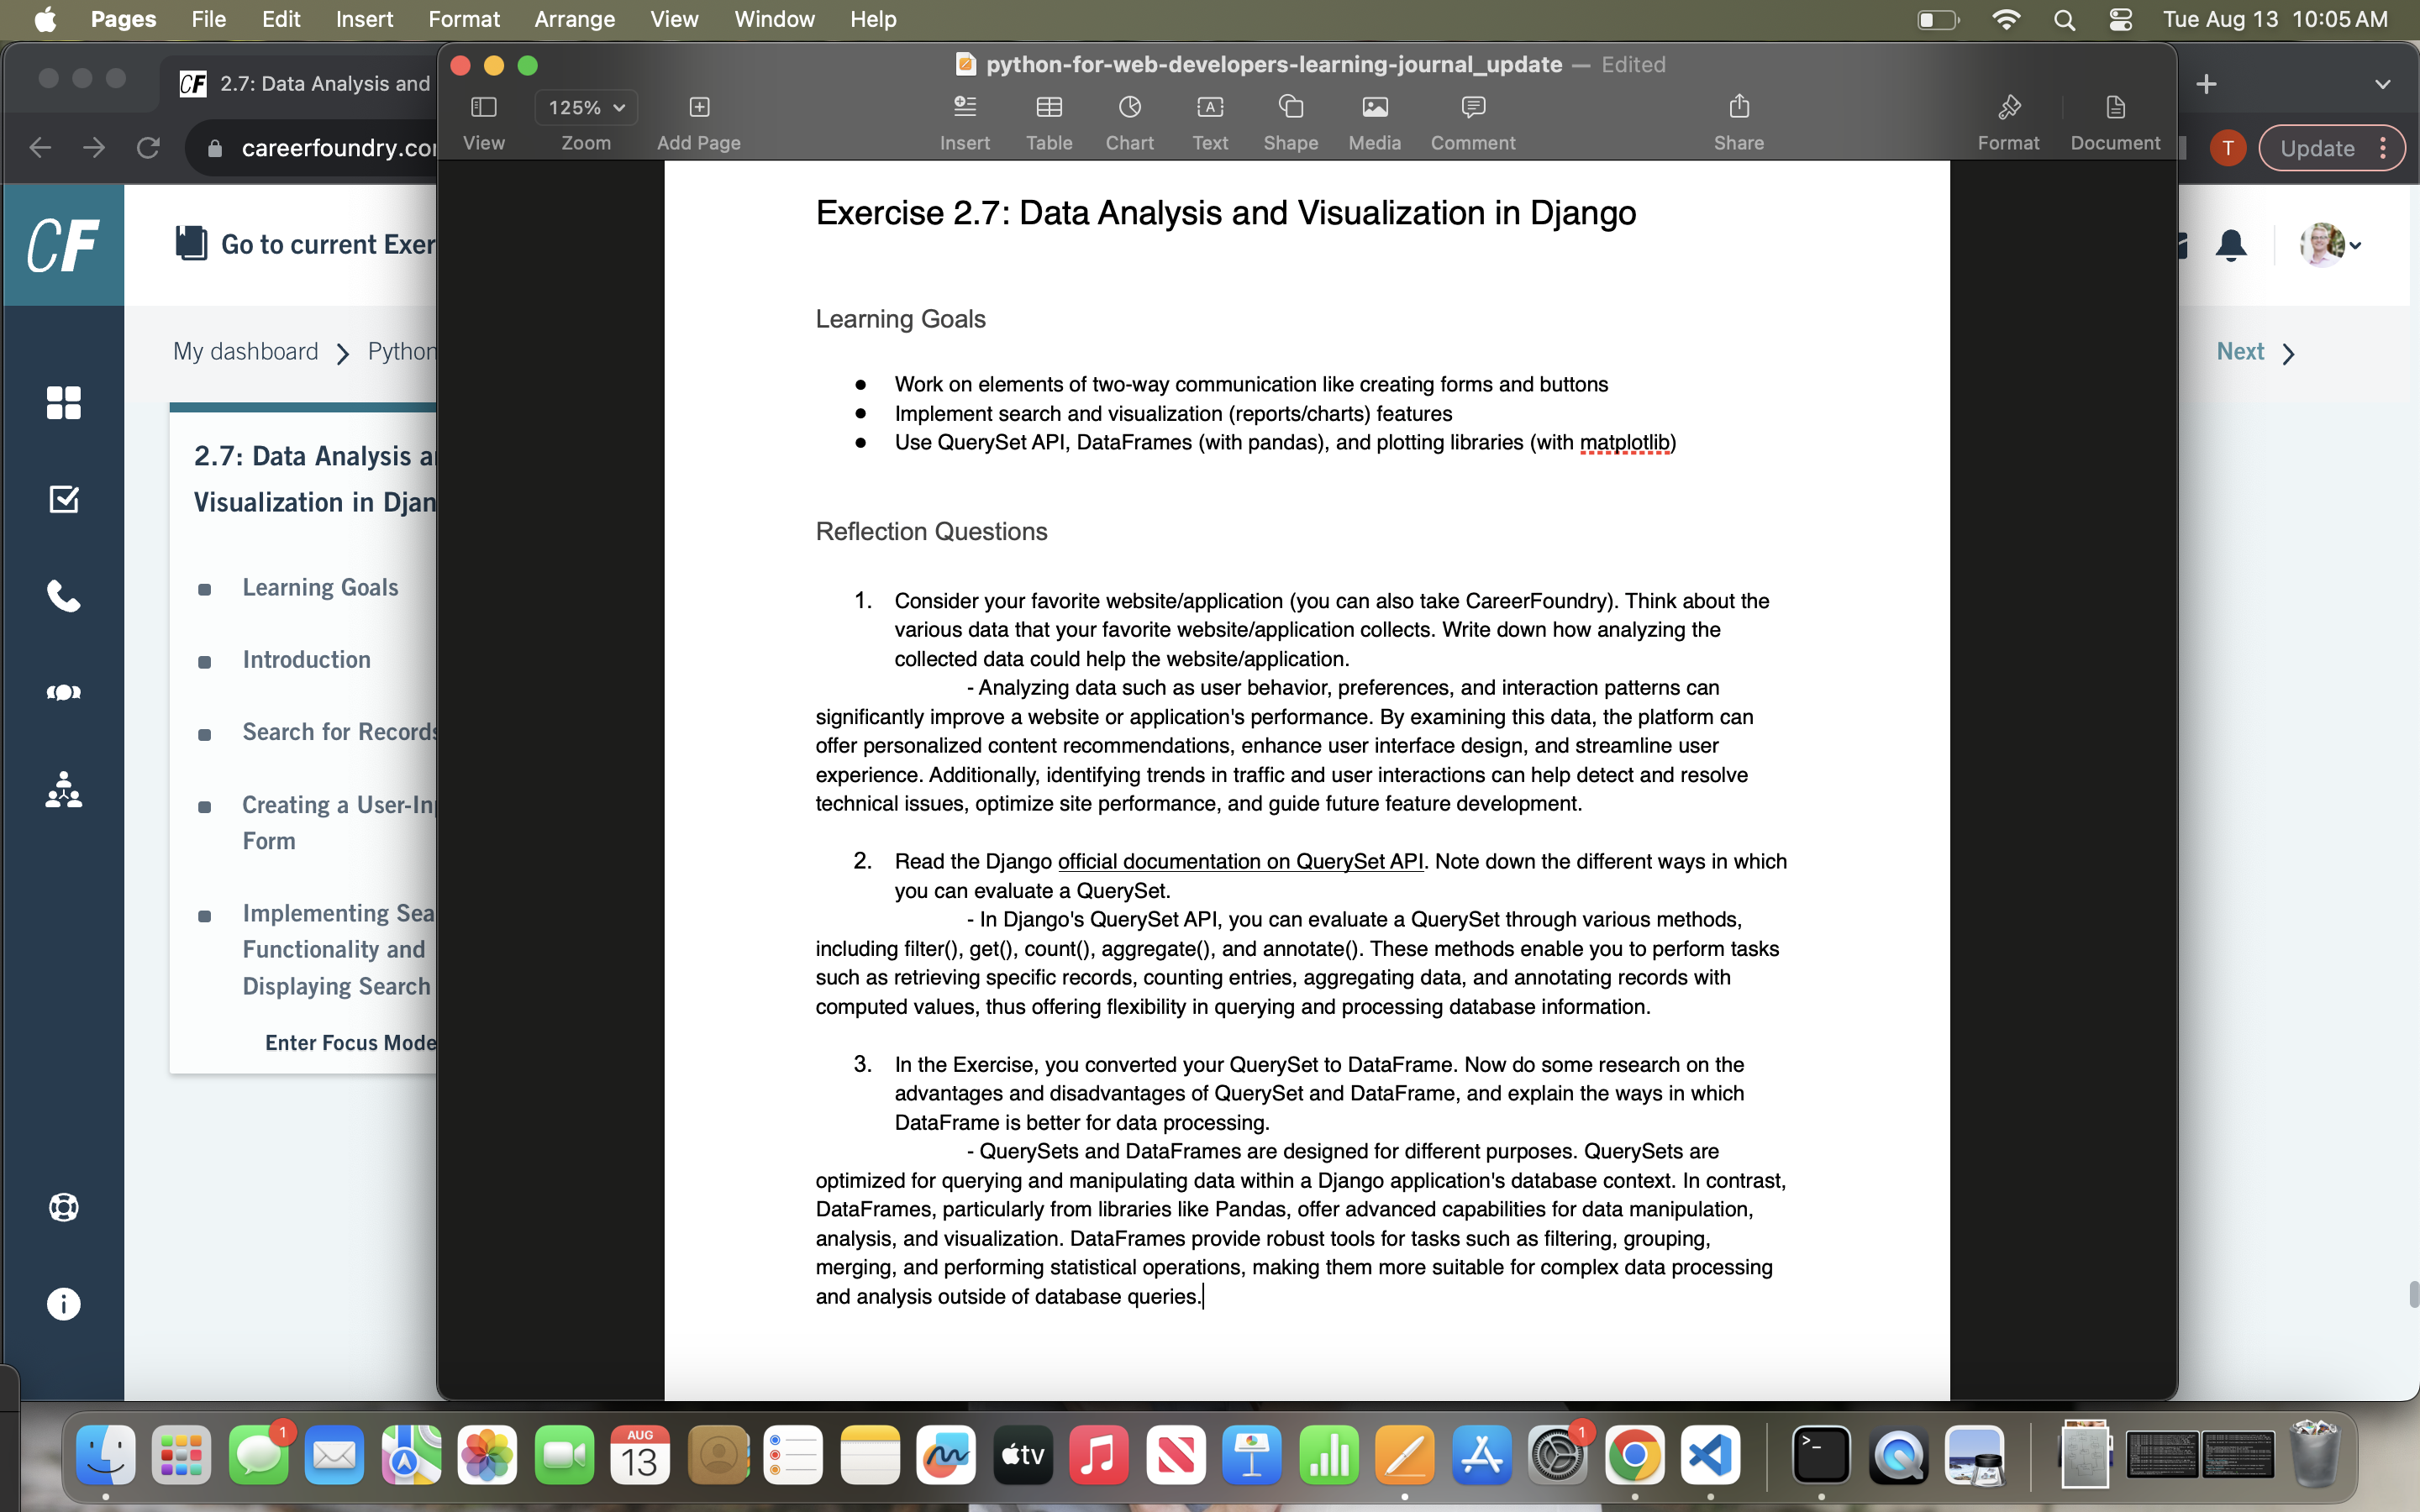 Pages File Edit Insert Format Arrange View Window Help Tue Aug 13 10:05 AM
2.7: Data Analysis and
python-for-web-developers-learning-journal_update — Edited
125%
View Zoom Add Page Insert Table Chart Text Shape Media Comment Share Format Document
careerfoundry.co
T Update
CF
Go to current Exer
My dashboard Python
Next
2.7: Data Analysis a
Visualization in Djan
Learning Goals
Introduction
Search for Records
Creating a User-In
Form
Implementing Sea
Functionality and
Displaying Search
Enter Focus Mode
Exercise 2.7: Data Analysis and Visualization in Django
Learning Goals
● Work on elements of two-way communication like creating forms and buttons
● Implement search and visualization (reports/charts) features
● Use QuerySet API, DataFrames (with pandas), and plotting libraries (with matplotlib)
Reflection Questions
1. Consider your favorite website/application (you can also take CareerFoundry). Think about the
various data that your favorite website/application collects. Write down how analyzing the
collected data could help the website/application.
- Analyzing data such as user behavior, preferences, and interaction patterns can
significantly improve a website or application's performance. By examining this data, the platform can
offer personalized content recommendations, enhance user interface design, and streamline user
experience. Additionally, identifying trends in traffic and user interactions can help detect and resolve
technical issues, optimize site performance, and guide future feature development.
2. Read the Django official documentation on QuerySet API. Note down the different ways in which
you can evaluate a QuerySet.
- In Django's QuerySet API, you can evaluate a QuerySet through various methods,
including filter(), get(), count(), aggregate(), and annotate(). These methods enable you to perform tasks
such as retrieving specific records, counting entries, aggregating data, and annotating records with
computed values, thus offering flexibility in querying and processing database information.
3. In the Exercise, you converted your QuerySet to DataFrame. Now do some research on the
advantages and disadvantages of QuerySet and DataFrame, and explain the ways in which
DataFrame is better for data processing.
- QuerySets and DataFrames are designed for different purposes. QuerySets are
optimized for querying and manipulating data within a Django application's database context. In contrast,
DataFrames, particularly from libraries like Pandas, offer advanced capabilities for data manipulation,
analysis, and visualization. DataFrames provide robust tools for tasks such as filtering, grouping,
merging, and performing statistical operations, making them more suitable for complex data processing
and analysis outside of database queries.
1
AUG
13
tv
1